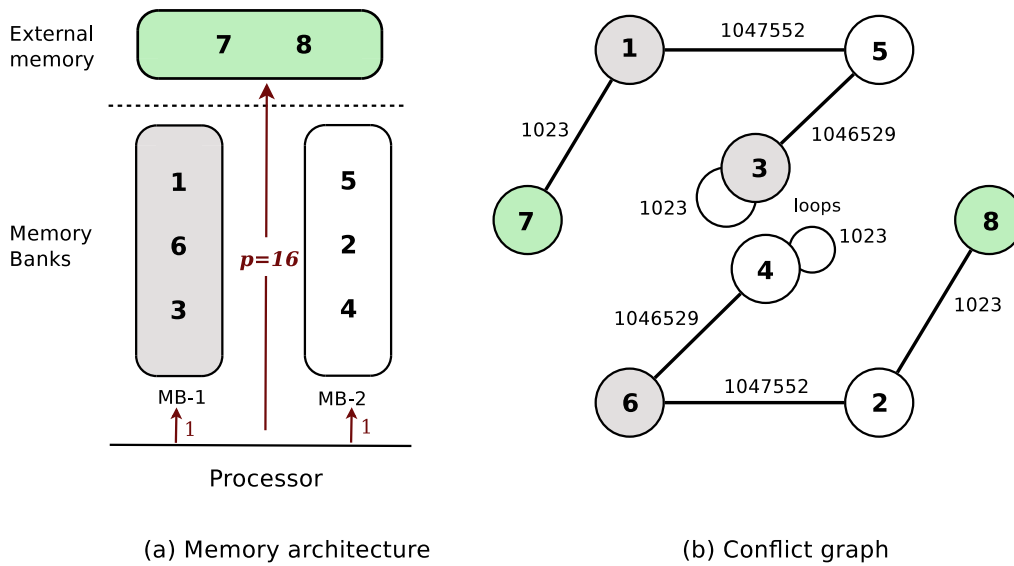 External
memory
7 8
Memory
Banks
1
6
3
p=16
5
2
4
MB-1
MB-2
1
1
Processor
(a) Memory architecture
1
1047552
5
1023
1046529
3
7
1023
loops
8
4
1023
1046529
1023
6
1047552
2
(b) Conflict graph